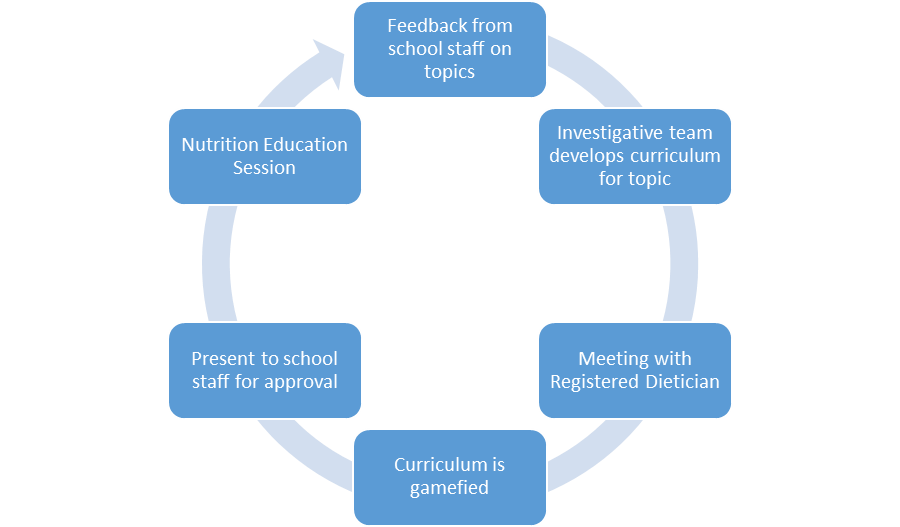 Feedback from
school staff on
topics
Investigative team
develops curriculum
for topic
Meeting with
Registered Dietician
Curriculum is
gamefied
Present to school
staff for approval
Nutrition Education
Session